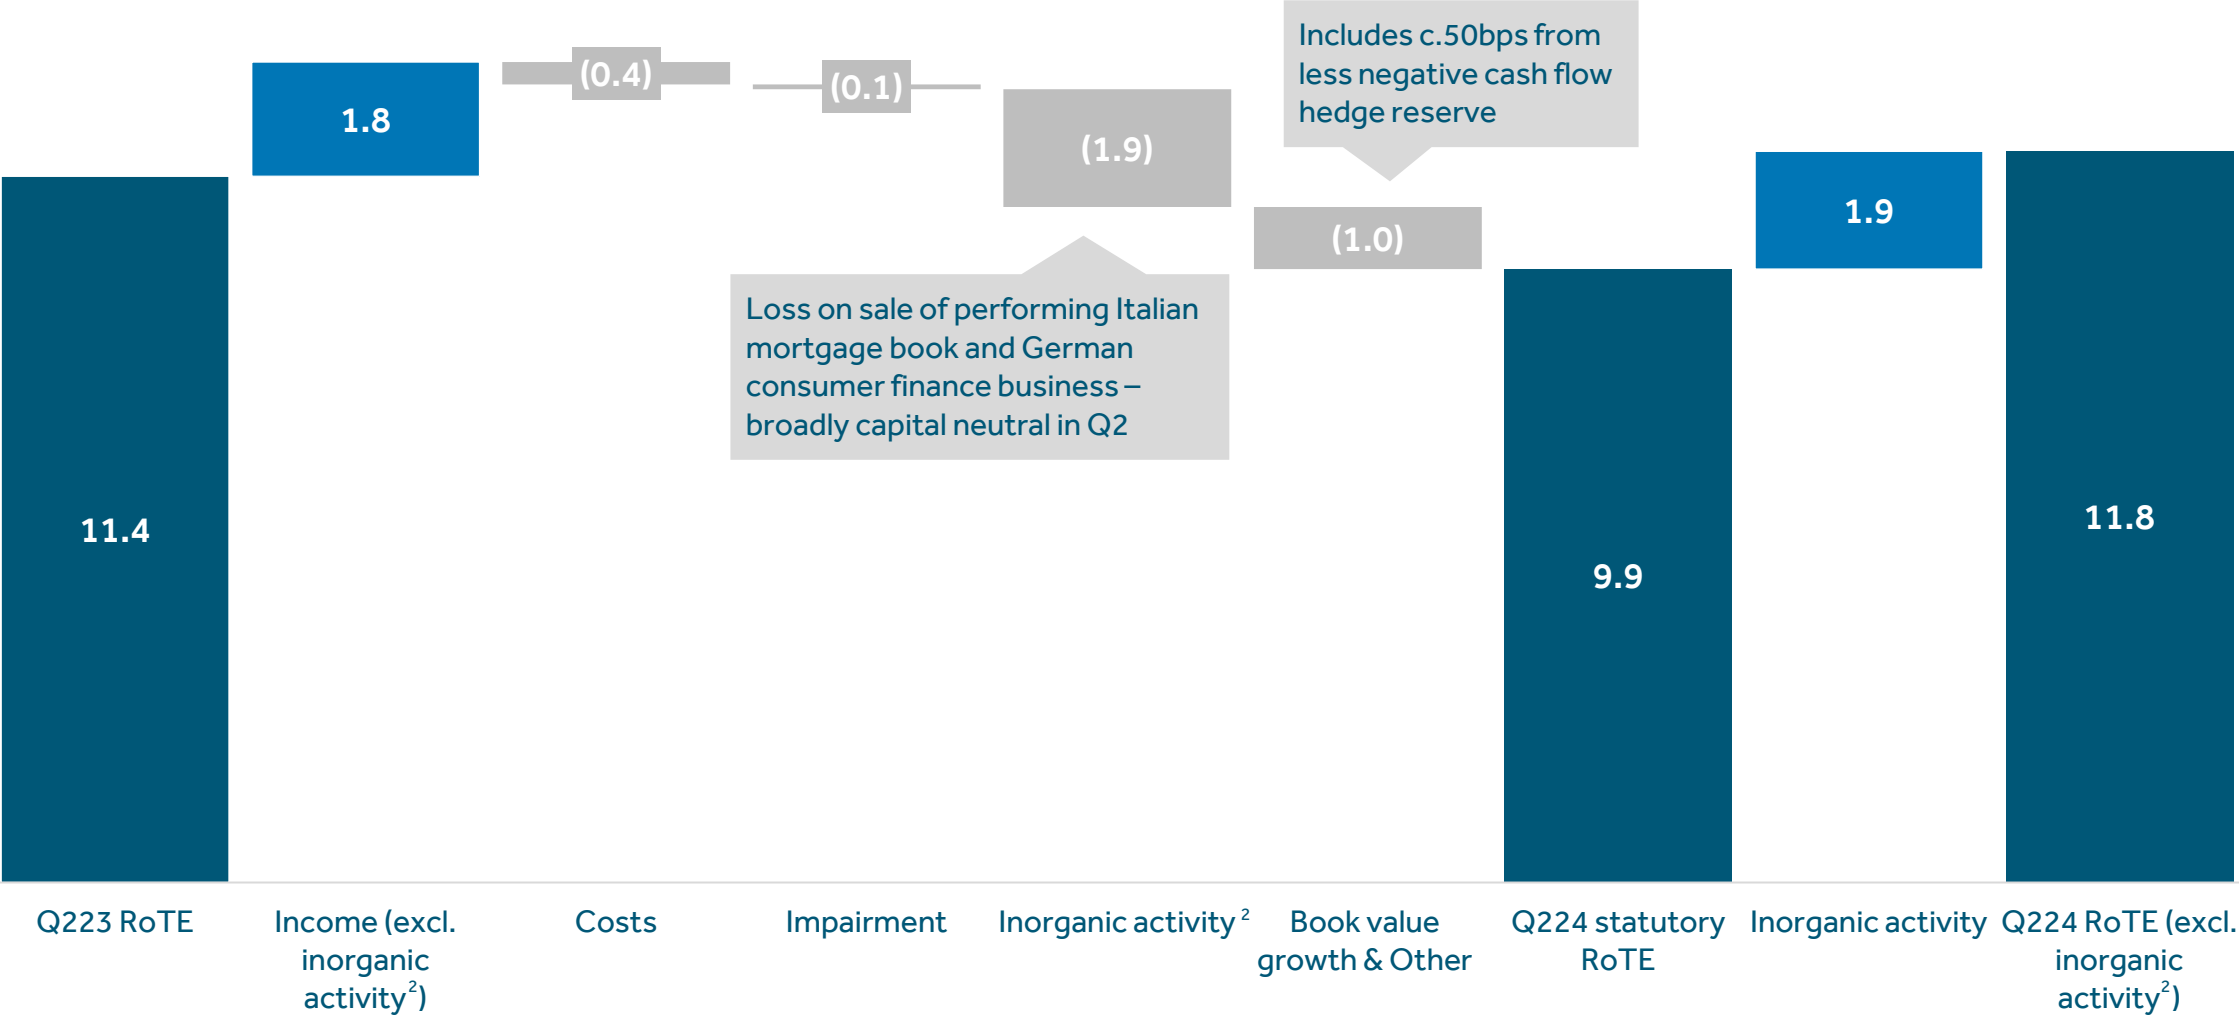 Includes c.50bps from
less negative cash flow
hedge reserve
1.8
(0.4)
(0.1)
(1.9)
(1.0)
1.9
Loss on sale of performing Italian
mortgage book and German
consumer finance business –
broadly capital neutral in Q2
11.4
9.9
11.8
Q223 RoTE
Income (excl.
inorganic
activity²)
Costs
Impairment
Inorganic activity ²
Book value
growth & Other
Q224 statutory
RoTE
Inorganic activity
Q224 RoTE (excl.
inorganic
activity²)